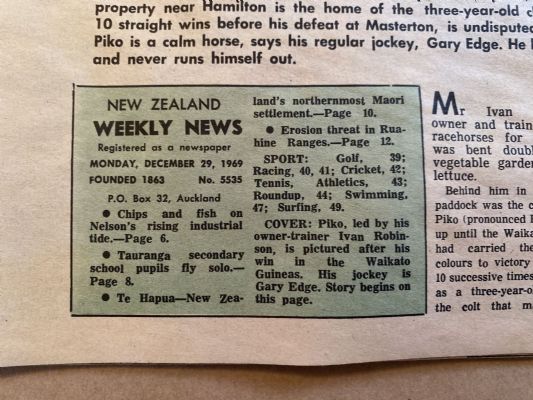 property near Hamilton is the home of the three-year-old
10 straight wins before his defeat at Masterton, is undisputed
Piko is a calm horse, says his regular jockey, Gary Edge. He
and never runs himself out.
NEW ZEALAND
WEEKLY NEWS
Registered as a newspaper
MONDAY, DECEMBER 29, 1969
FOUNDED 1863 No. 5535
P.O. Box 32, Auckland
● Chips and fish on
Nelson's rising industrial
tide.—Page 6.
● Tauranga secondary
school pupils fly solo.—
Page 8.
● Te Hapua—New Zea-
land's northernmost Maori
settlement.—Page 10.
● Erosion threat in Rua-
hine Ranges.—Page 12.
SPORT: Golf, 39;
Racing, 40, 41; Cricket, 42;
Tennis, Athletics, 43;
Roundup, 44; Swimming,
47; Surfing, 49.
COVER: Piko, led by his
owner-trainer Ivan Robin-
son, is pictured after his
win in the Waikato
Guineas. His jockey is
Gary Edge. Story begins on
this page.
Mr Ivan
owner and train
racehorses for
was bent doubl
vegetable garde
lettuce.
Behind him in
paddock was the c
Piko (pronounced P
up until the Waika
had carried the
colours to victory
10 successive times
as a three-year-o
the colt that m